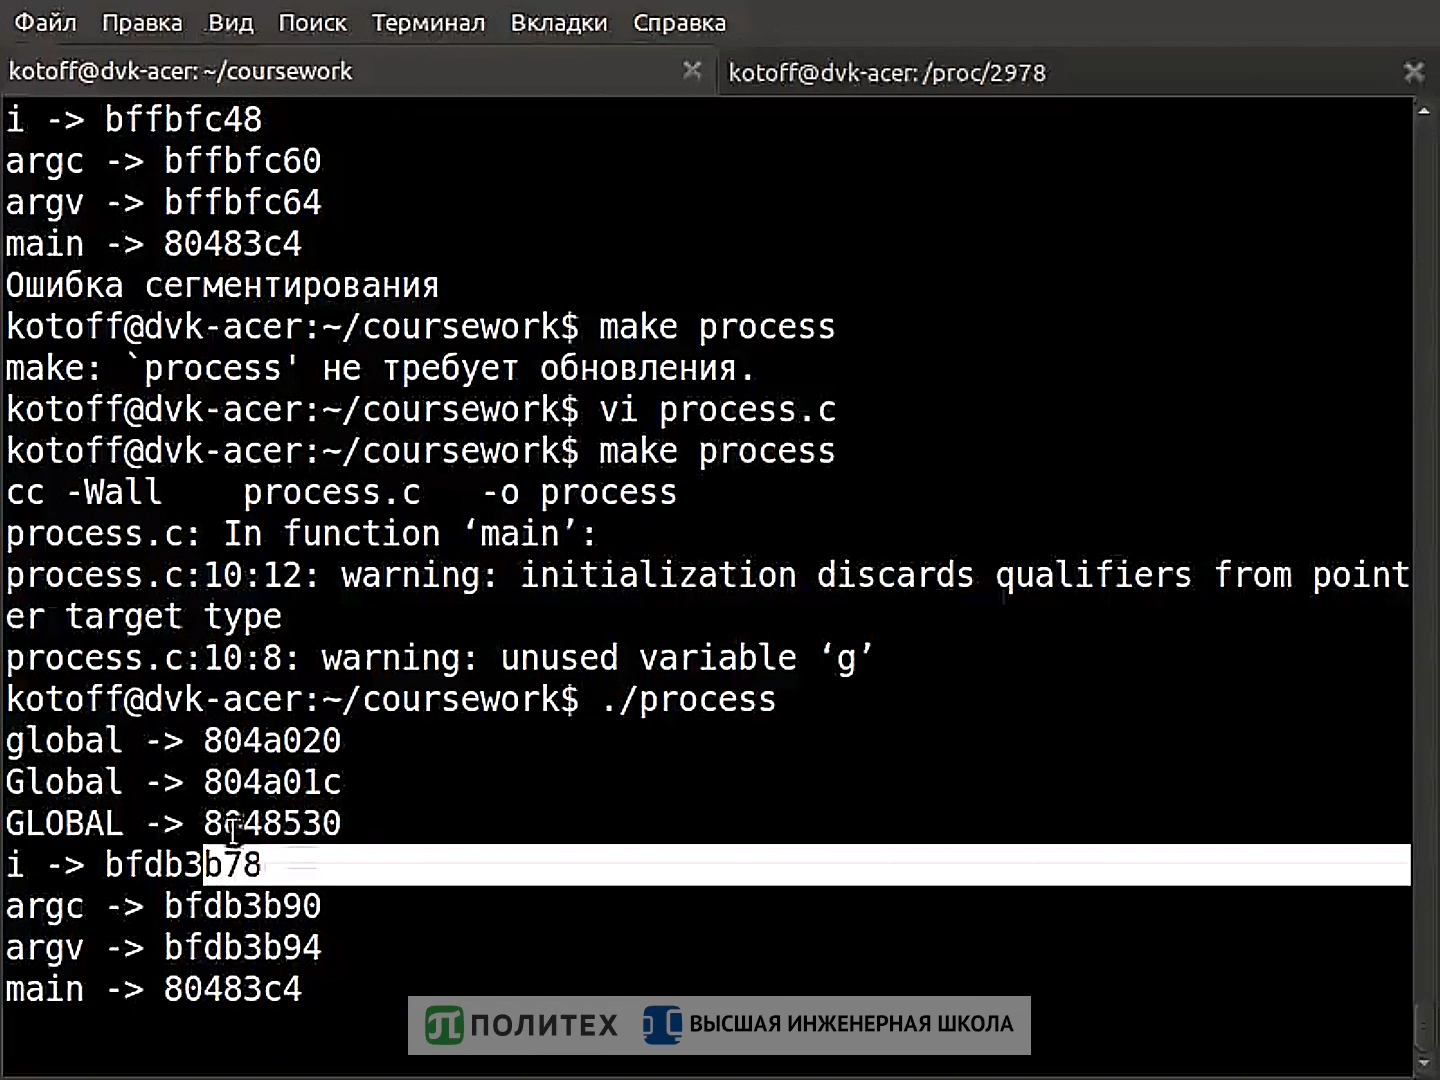 Файл Правка Вид Поиск Терминал Вкладки Справка
kotoff@dvk-acer: ~/coursework
kotoff@dvk-acer: /proc/2978
i -> bffbfc48
argc -> bffbfc60
argv -> bffbfc64
main -> 80483c4
Ошибка сегментирования
kotoff@dvk-acer:~/coursework$ make process
make: `process' не требует обновления.
kotoff@dvk-acer:~/coursework$ vi process.c
kotoff@dvk-acer:~/coursework$ make process
cc -Wall    process.c   -o process
process.c: In function ‘main’:
process.c:10:12: warning: initialization discards qualifiers from point
er target type
process.c:10:8: warning: unused variable ‘g’
kotoff@dvk-acer:~/coursework$ ./process
global -> 804a020
Global -> 804a01c
GLOBAL -> 8048530
i -> bfdb3b78
argc -> bfdb3b90
argv -> bfdb3b94
main -> 80483c4
ПОЛИТЕХ ВЫСШАЯ ИНЖЕНЕРНАЯ ШКОЛА